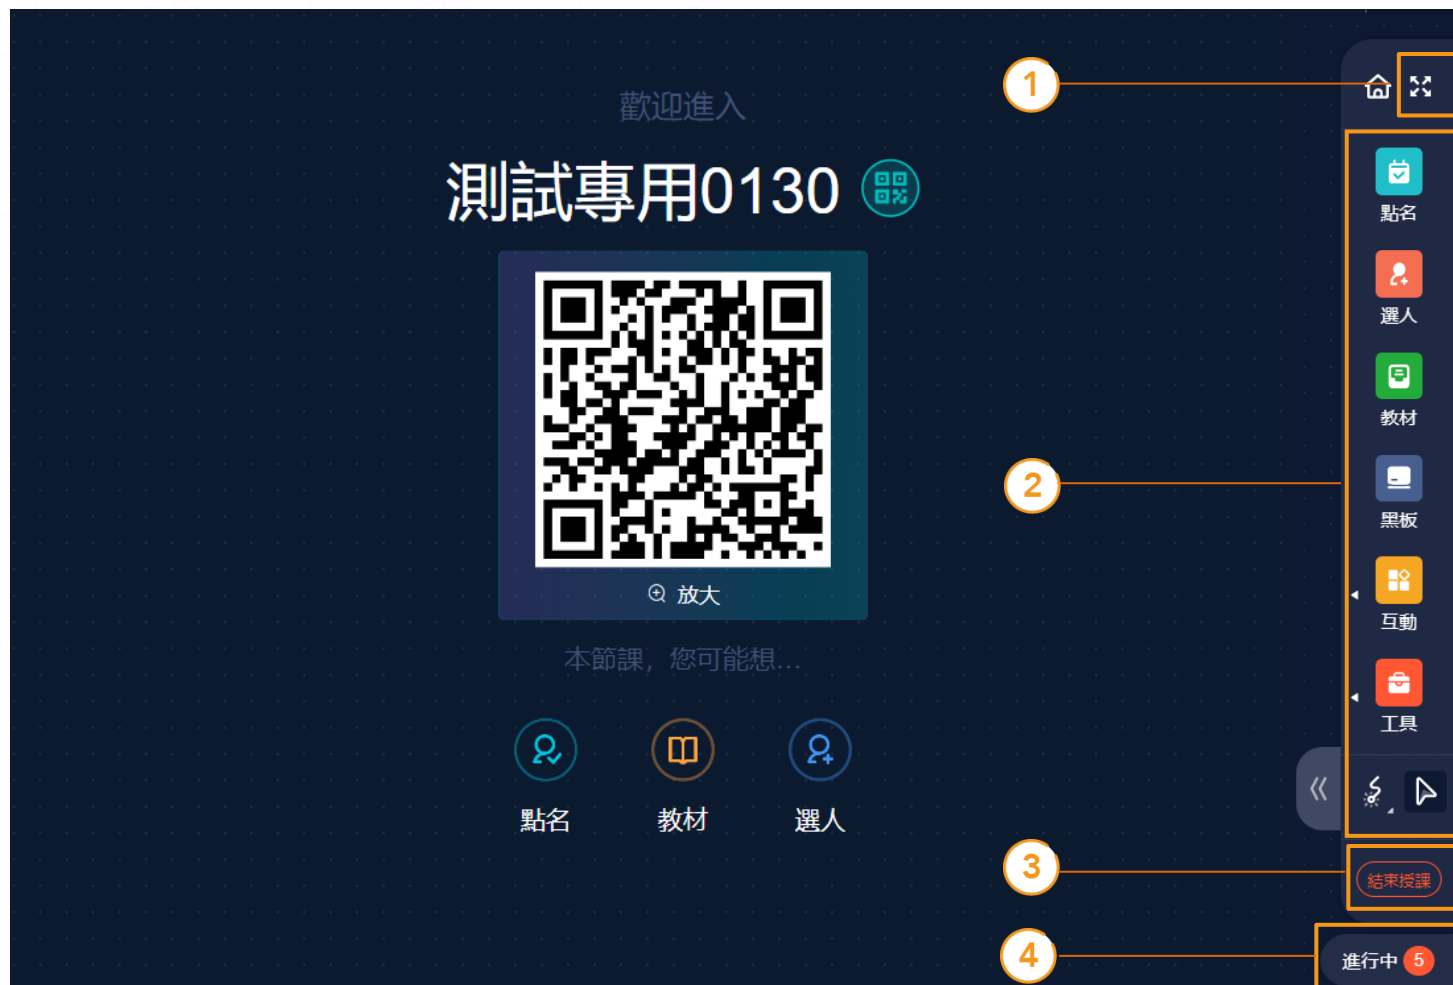 歡迎進入
測試專用0130
放大
本節課，您可能想...
點名
教材
選人
1
2
3
4
點名
選人
教材
黑板
互動
工具
結束授課
進行中 5